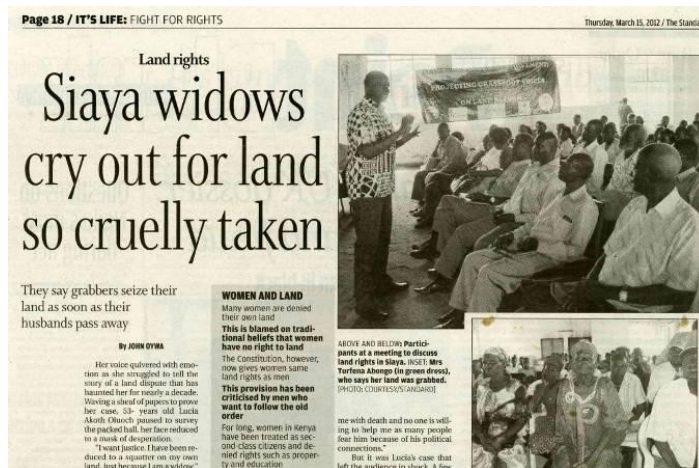 Page 18 / IT'S LIFE: FIGHT FOR RIGHTS
Thursday, March 15, 2012 / The Standa
Land rights
Siaya widows
cry out for land
so cruelly taken
They say grabbers seize their
land as soon as their
husbands pass away
By JOHN OYWA
Her voice quivered with emo-
tion as she struggled to tell the
story of a land dispute that has
haunted her for nearly a decade.
Waving a sheaf of papers to prove
her case, 53- years old Lucia
Akoth Oluoch paused to survey
the packed hall, her face reduced
to a mask of desperation.
"I want justice. I have been re-
duced to a squatter on my own
land, just because I am a widow."
WOMEN AND LAND
Many women are denied
their own land
This is blamed on tradi-
tional beliefs that women
have no right to land
The Constitution, however,
now gives women same
land rights as men
This provision has been
criticised by men who
want to follow the old
order
For long, women in Kenya
have been treated as sec-
ond class citizens and de-
nied rights such as proper-
ty and education
PROJECTING GRASSROOT VOICES
ON LAND
ABOVE AND BELOW: Partici-
pants at a meeting to discuss
land rights in Siaya. INSET: Mrs
Turfena Abongo (in green dress),
who says her land was grabbed.
[PHOTO: COURTESY/STANDARD]
me with death and no one is will-
ing to help me as many people
fear him because of his political
connections."
But it was Lucia's case that
left the audience in shock. A few